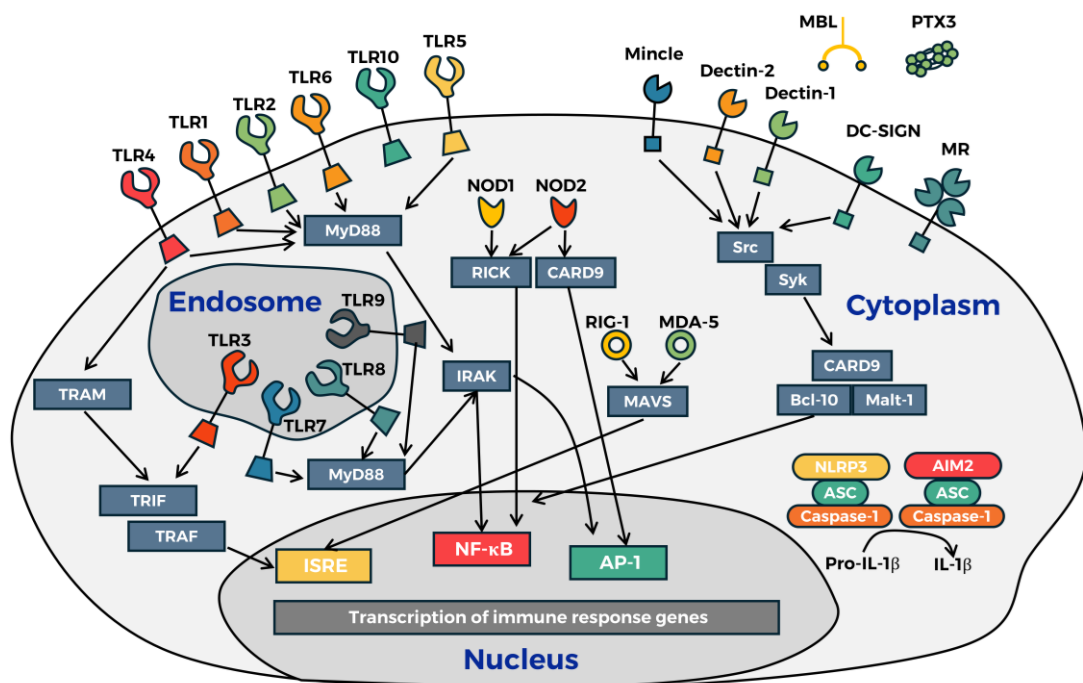 MBL
PTX3
TLR5
TLR10
TLR6
TLR2
TLR1
TLR4
Mincle
Dectin-2
Dectin-1
DC-SIGN
MR
MyD88
NOD1
NOD2
RICK
CARD9
Src
Syk
Endosome
Cytoplasm
TLR9
TLR3
TLR8
TLR7
RIG-1
MDA-5
TRAM
IRAK
MAVS
CARD9
Bcl-10
Malt-1
MyD88
TRIF
TRAF
NLRP3
ASC
Caspase-1
AIM2
ASC
Caspase-1
Pro-IL-1β
IL-1β
ISRE
NF-κB
AP-1
Transcription of immune response genes
Nucleus